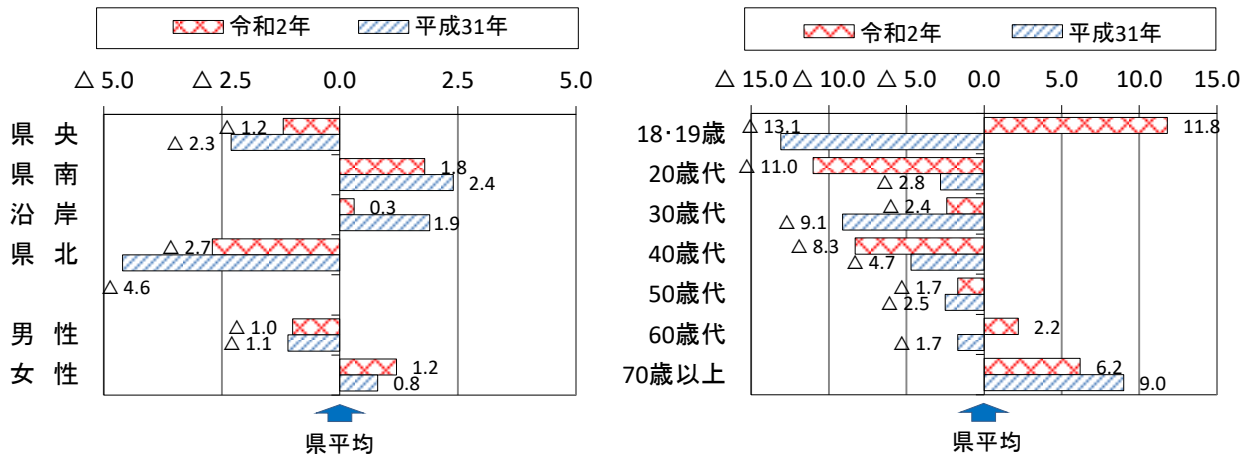 令和2年 平成31年
△ 5.0 △ 2.5 0.0 2.5 5.0
県 央 △ 1.2
△ 2.3
県 南 1.8
2.4
沿 岸 0.3
1.9
県 北 △ 2.7
△ 4.6
男 性 △ 1.0
△ 1.1
女 性 1.2
0.8
県平均
令和2年 平成31年
△ 15.0 △ 10.0 △ 5.0 0.0 5.0 10.0 15.0
18･19歳 11.8
△ 13.1
20歳代 △ 11.0
△ 2.8
30歳代 △ 2.4
△ 9.1
40歳代 △ 8.3
△ 4.7
50歳代 △ 1.7
△ 2.5
60歳代 2.2
△ 1.7
70歳以上 6.2
9.0
県平均